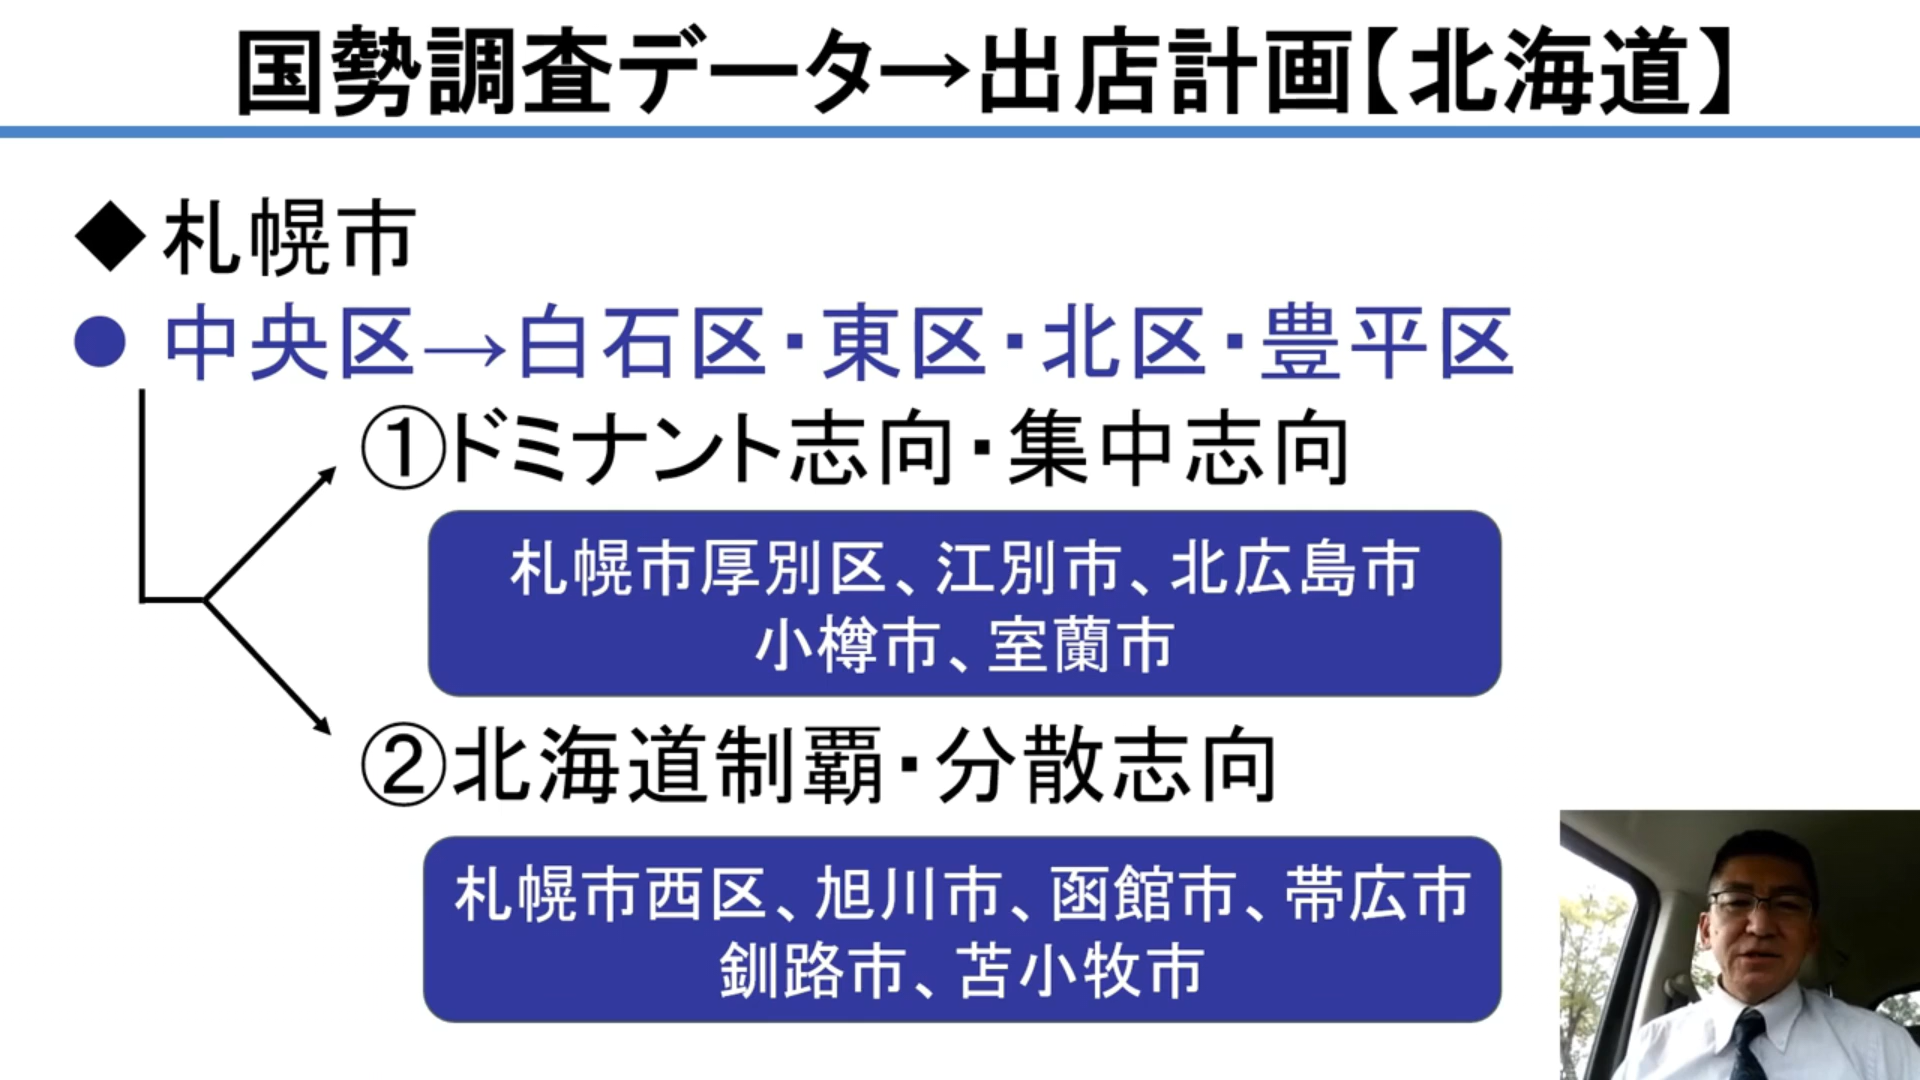 国勢調査データ→出店計画【北海道】
◆札幌市
● 中央区→白石区・東区・北区・豊平区
①ドミナント志向・集中志向
札幌市厚別区、江別市、北広島市
小樽市、室蘭市
②北海道制覇・分散志向
札幌市西区、旭川市、函館市、帯広市
釧路市、苫小牧市